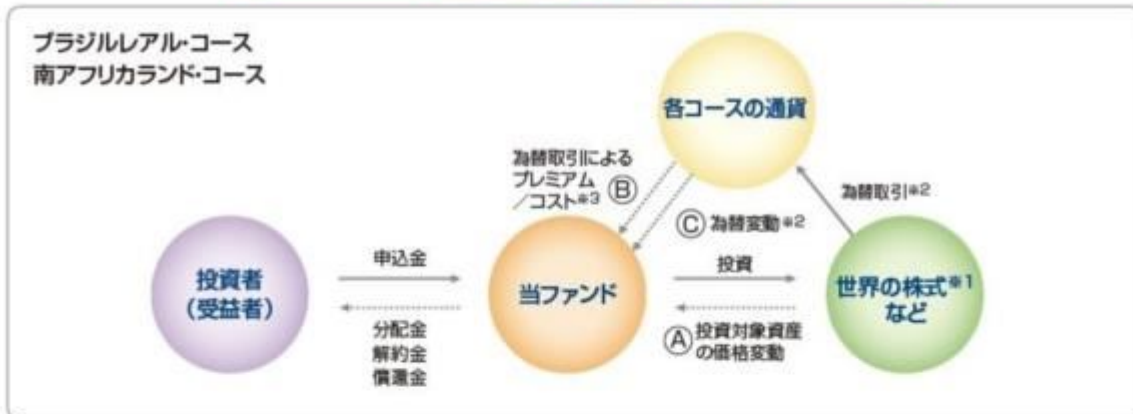 ブラジルレアル・コース
南アフリカランド・コース
各コースの通貨
為替取引による
プレミアム
／コスト※3
Ⓑ
為替取引※2
Ⓒ 為替変動※2
投資者
（受益者）
申込金
分配金
解約金
償還金
当ファンド
投資
Ⓐ 投資対象資産
の価格変動
世界の株式※1
など